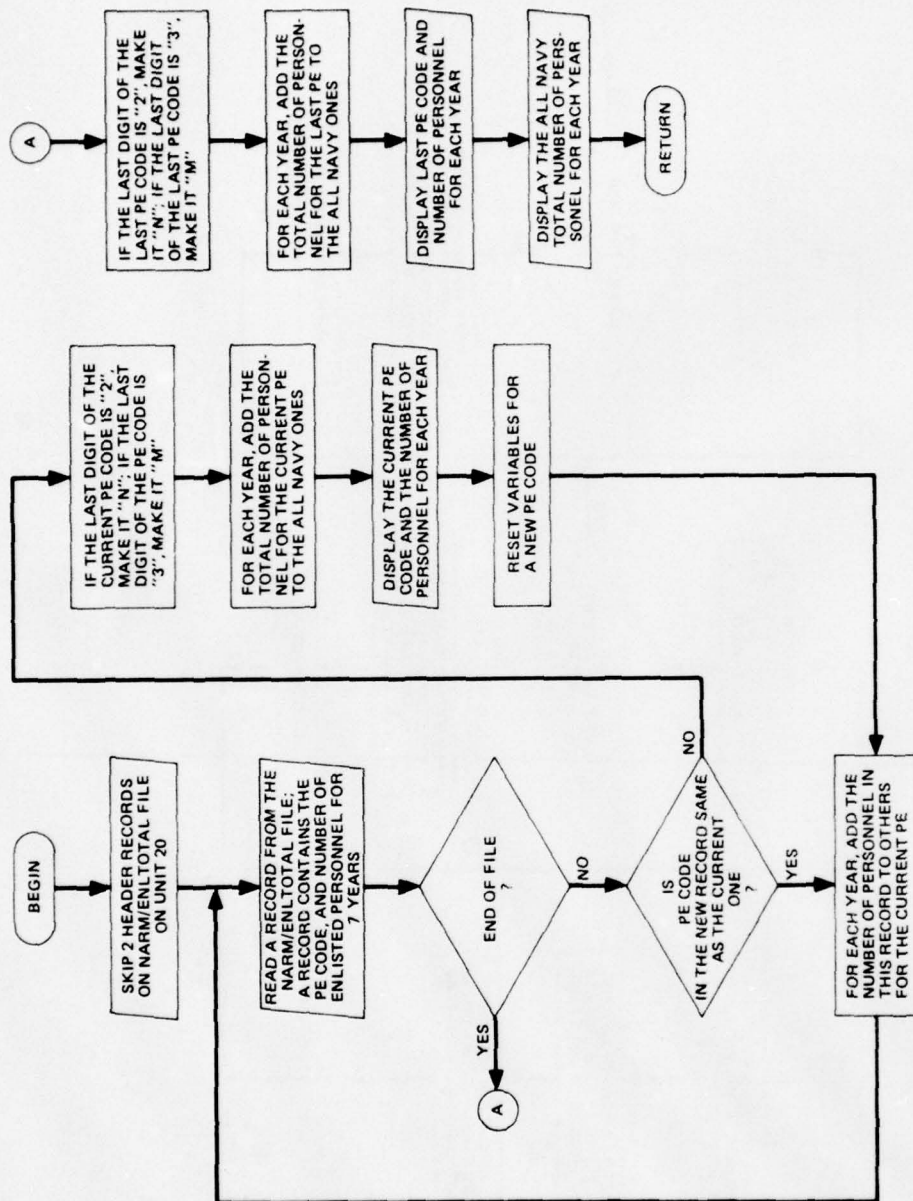 BEGIN
SKIP 2 HEADER RECORDS
ON NARM/ENLTOTAL FILE
ON UNIT 20
READ A RECORD FROM THE
NARM/ENLTOTAL FILE;
A RECORD CONTAINS THE
PE CODE, AND NUMBER OF
ENLISTED PERSONNEL FOR
7 YEARS
END OF FILE
?
YES
A
NO
IS
PE CODE
IN THE NEW RECORD SAME
AS THE CURRENT
ONE
?
NO
YES
FOR EACH YEAR, ADD THE
NUMBER OF PERSONNEL IN
THIS RECORD TO OTHERS
FOR THE CURRENT PE
IF THE LAST DIGIT OF THE
CURRENT PE CODE IS "2"
MAKE IT "N"; IF THE LAST
DIGIT OF THE PE CODE IS
"3", MAKE IT "M"
FOR EACH YEAR, ADD THE
TOTAL NUMBER OF PERSON-
NEL FOR THE CURRENT PE
TO THE ALL NAVY ONES
DISPLAY THE CURRENT PE
CODE AND THE NUMBER OF
PERSONNEL FOR EACH YEAR
RESET VARIABLES FOR
A NEW PE CODE
A
IF THE LAST DIGIT OF THE
LAST PE CODE IS "2", MAKE
IT "N"; IF THE LAST DIGIT
OF THE LAST PE CODE IS "3",
MAKE IT "M"
FOR EACH YEAR, ADD THE
TOTAL NUMBER OF PERSON-
NEL FOR THE LAST PE TO
THE ALL NAVY ONES
DISPLAY LAST PE CODE AND
NUMBER OF PERSONNEL
FOR EACH YEAR
DISPLAY THE ALL NAVY
TOTAL NUMBER OF PERS-
SONEL FOR EACH YEAR
RETURN